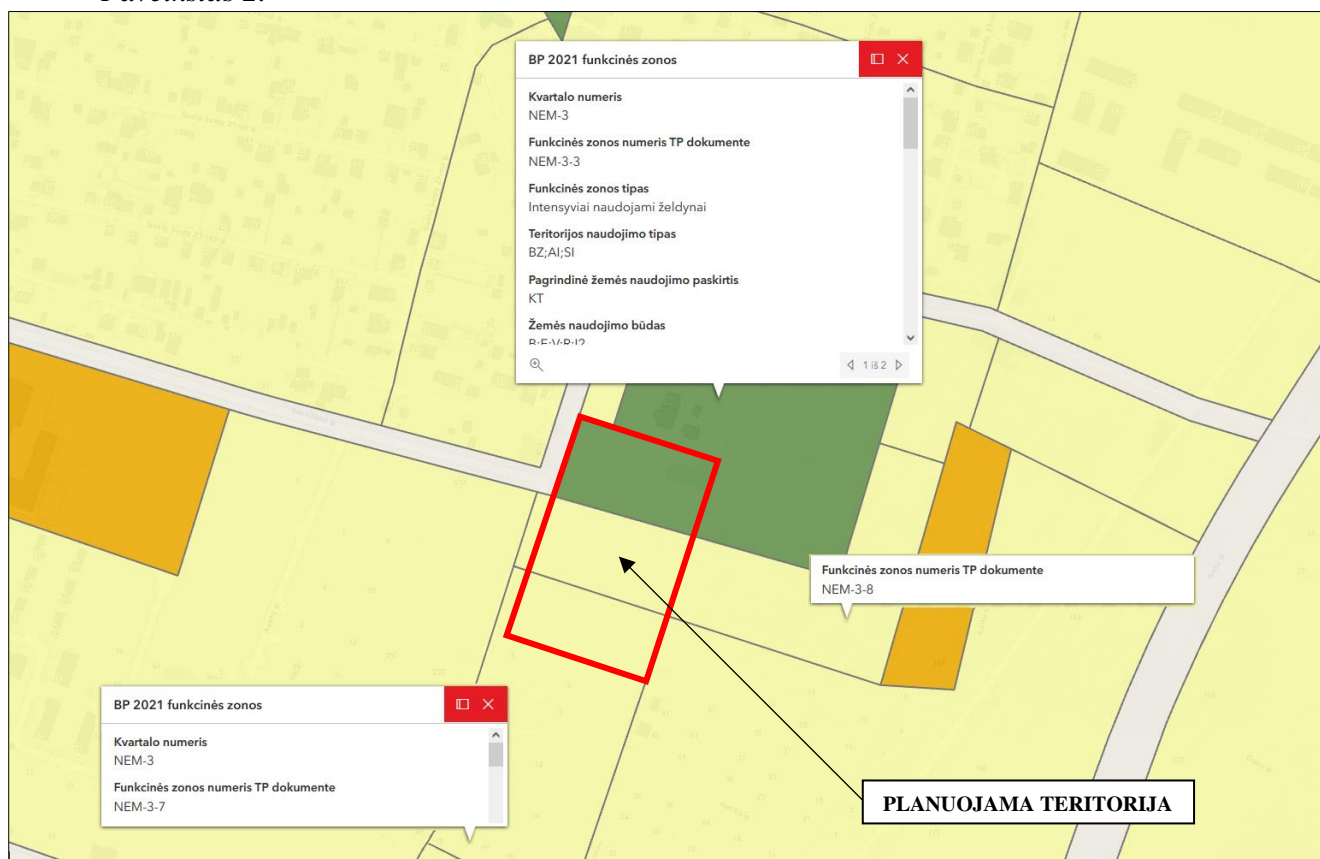 BP 2021 funkcinės zonos
Kvartalo numeris
NEM-3
Funkcinės zonos numeris TP dokumente
NEM-3-3
Funkcinės zonos tipas
Intensyviai naudojami želdynai
Teritorijos naudojimo tipas
BZ;AI;SI
Pagrindinė žemės naudojimo paskirtis
KT
Žemės naudojimo būdas
1 iš 2
Funkcinės zonos numeris TP dokumente
NEM-3-8
BP 2021 funkcinės zonos
Kvartalo numeris
NEM-3
Funkcinės zonos numeris TP dokumente
NEM-3-7
PLANUOJAMA TERITORIJA